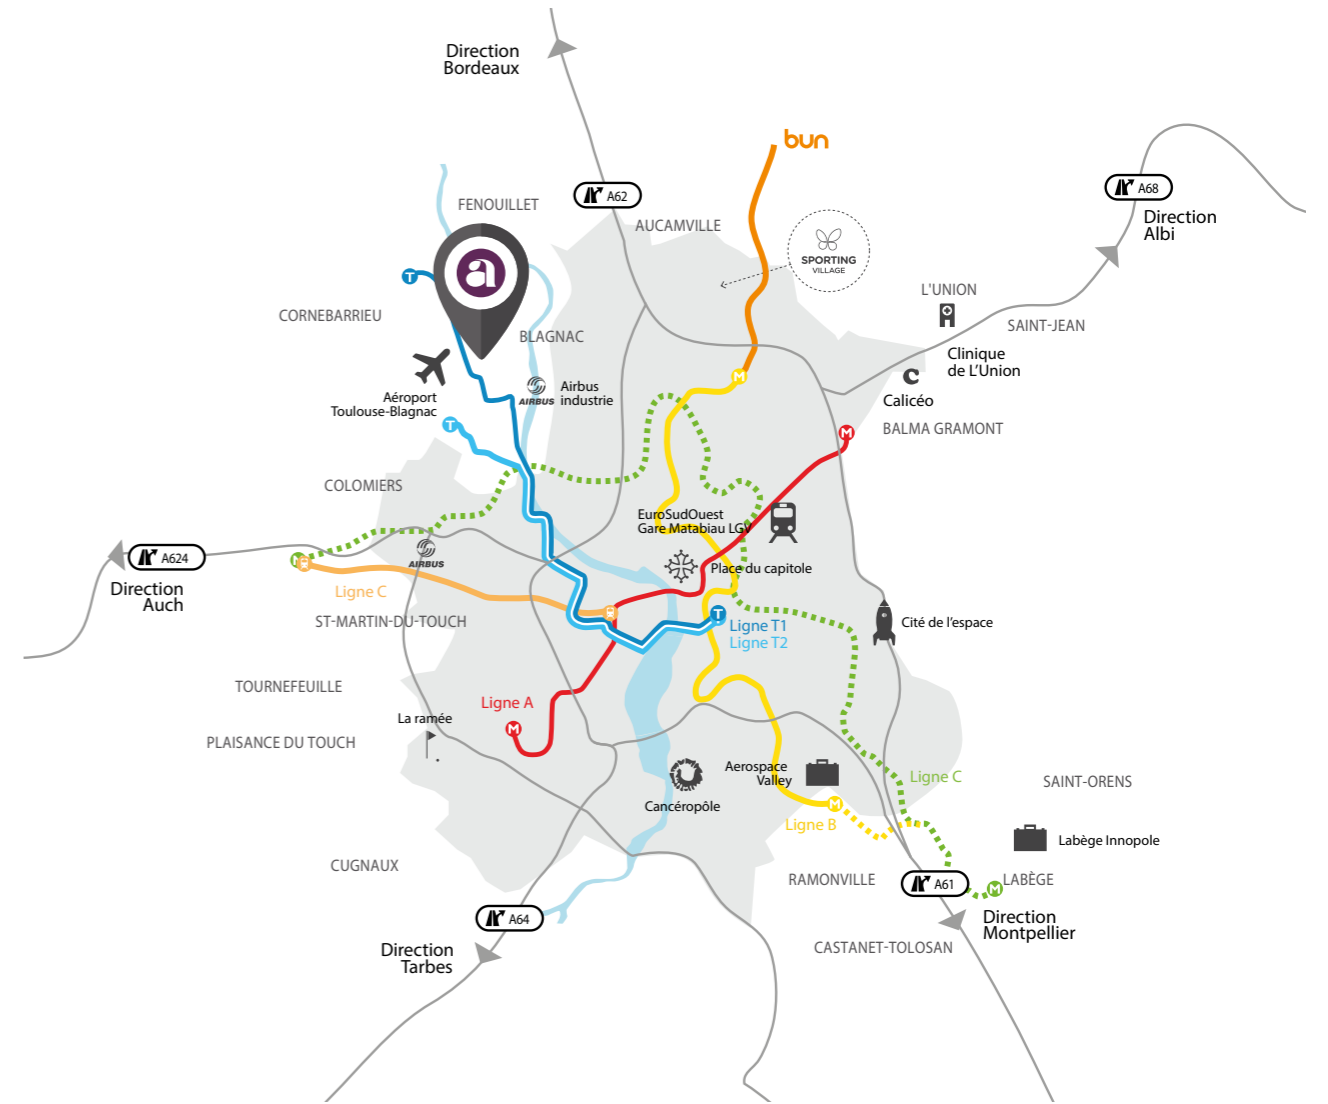 Direction
Bordeaux
bun
A62
A68
Direction
Albi
FENOUILLET
AUCAMVILLE
SPORTING
VILLAGE
a
T
L'UNION
CORNEBARRIEU
SAINT-JEAN
BLAGNAC
Clinique
de L'Union
M
c
Calicéo
Aéroport
Toulouse-Blagnac
AIRBUS
Airbus
industrie
T
M
BALMA GRAMONT
COLOMIERS
EuroSudOuest
Gare Matabiau LGV
A624
Direction
Auch
M
AIRBUS
Place du capitole
Ligne C
ST-MARTIN-DU-TOUCH
T
Ligne T1
Ligne T2
Cité de l'espace
TOURNEFEUILLE
Ligne A
La ramée
M
PLAISANCE DU TOUCH
Aerospace
Valley
Ligne C
SAINT-ORENS
Cancéropôle
M
Ligne B
Labège Innopole
CUGNAUX
RAMONVILLE
A61
M
LABÈGE
A64
Direction
Montpellier
Direction
Tarbes
CASTANET-TOLOSAN